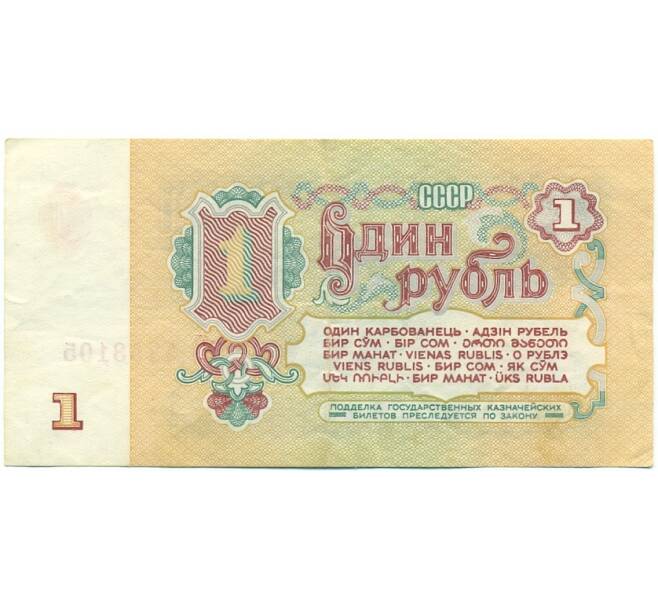 СССР
1
1
Один
рубль
ОДИН КАРБОВАНЕЦЬ · АДЗІН РУБЕЛЬ
БИР СЎМ · БІР СОМ · ᲔᲠᲗᲘ ᲛᲐᲜᲔᲗᲘ
БИР МАНАТ · VIENAS RUBLIS · О РУБЛЭ
VIENS RUBLIS · БИР СОМ · ЯК СЎМ
ՄԵԿ ՌՈՒԲԼԻ · БИР МАНАТ · ÜKS RUBLA
ПОДДЕЛКА ГОСУДАРСТВЕННЫХ КАЗНАЧЕЙСКИХ
БИЛЕТОВ ПРЕСЛЕДУЕТСЯ ПО ЗАКОНУ
1